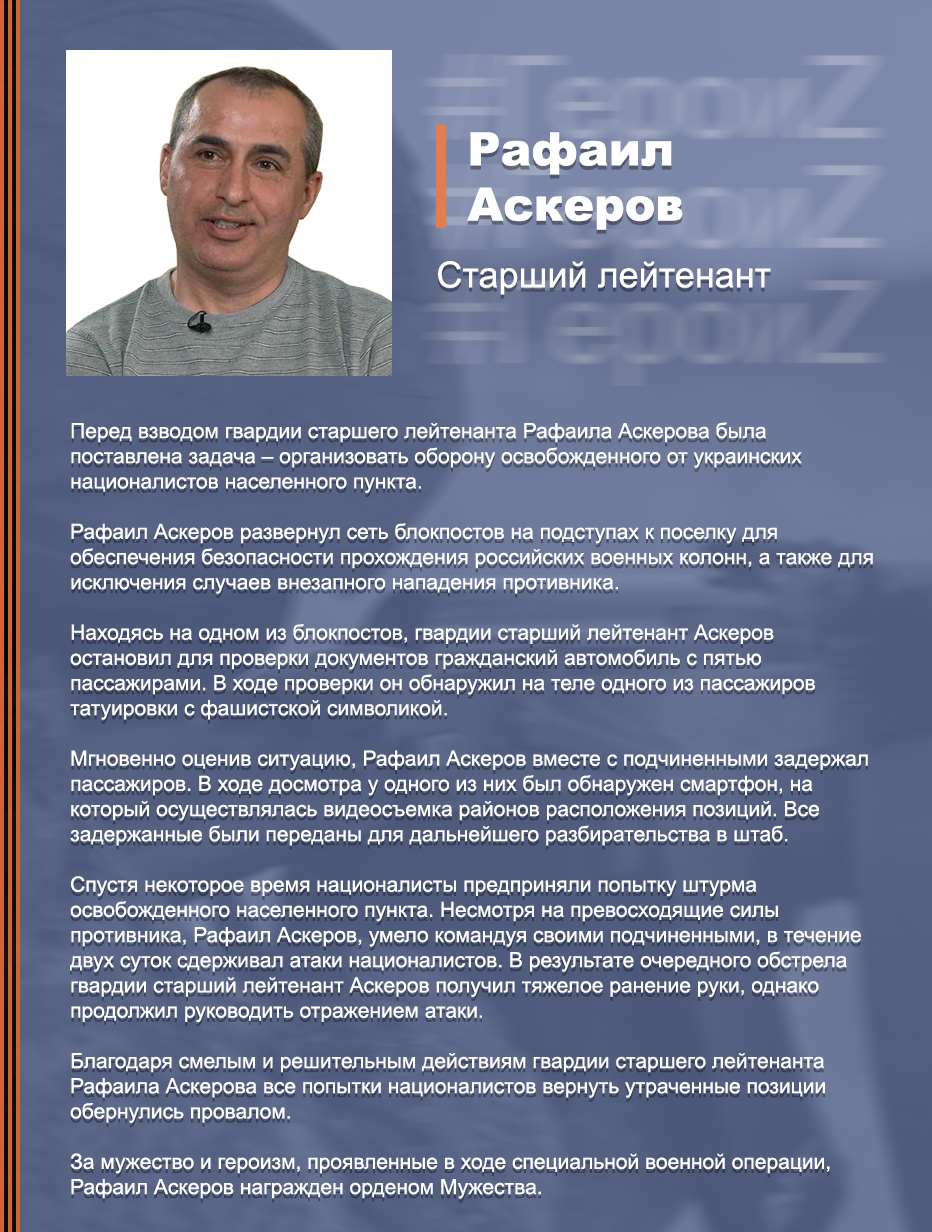 #ГероиZ
Рафаил
#ГероиZ
Аскеров
Старший лейтенант
#ГероиZ
Перед взводом гвардии старшего лейтенанта Рафаила Аскерова была
поставлена задача – организовать оборону освобожденного от украинских
националистов населенного пункта.
Рафаил Аскеров развернул сеть блокпостов на подступах к поселку для
обеспечения безопасности прохождения российских военных колонн, а также для
исключения случаев внезапного нападения противника.
Находясь на одном из блокпостов, гвардии старший лейтенант Аскеров
остановил для проверки документов гражданский автомобиль с пятью
пассажирами. В ходе проверки он обнаружил на теле одного из пассажиров
татуировки с фашистской символикой.
Мгновенно оценив ситуацию, Рафаил Аскеров вместе с подчиненными задержал
пассажиров. В ходе досмотра у одного из них был обнаружен смартфон, на
который осуществлялась видеосъемка районов расположения позиций. Все
задержанные были переданы для дальнейшего разбирательства в штаб.
Спустя некоторое время националисты предприняли попытку штурма
освобожденного населенного пункта. Несмотря на превосходящие силы
противника, Рафаил Аскеров, умело командуя своими подчиненными, в течение
двух суток сдерживал атаки националистов. В результате очередного обстрела
гвардии старший лейтенант Аскеров получил тяжелое ранение руки, однако
продолжил руководить отражением атаки.
Благодаря смелым и решительным действиям гвардии старшего лейтенанта
Рафаила Аскерова все попытки националистов вернуть утраченные позиции
обернулись провалом.
За мужество и героизм, проявленные в ходе специальной военной операции,
Рафаил Аскеров награжден орденом Мужества.